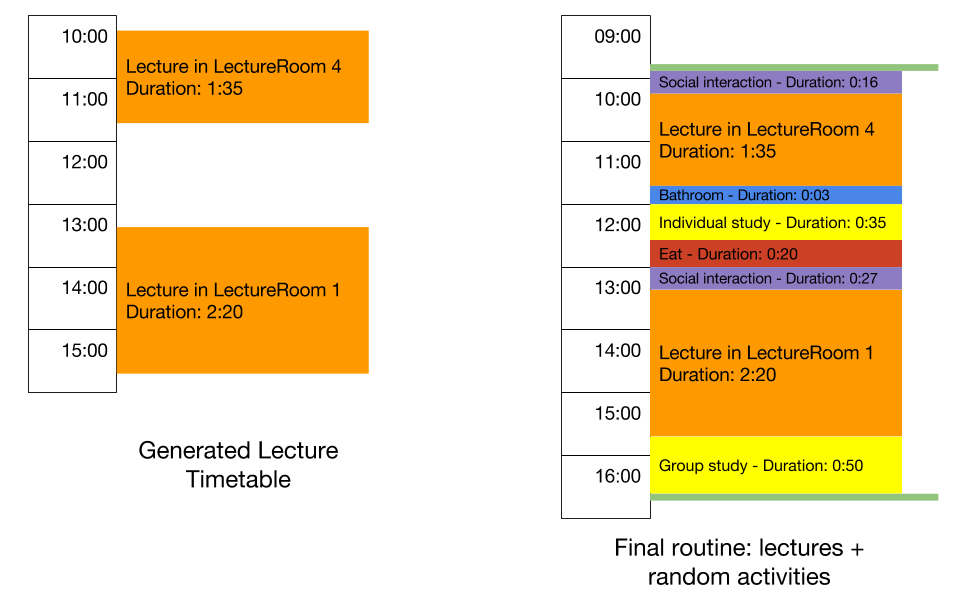 10:00
11:00
12:00
13:00
14:00
15:00
Lecture in LectureRoom 4
Duration: 1:35
Lecture in LectureRoom 1
Duration: 2:20
Generated Lecture
Timetable
09:00
10:00
11:00
12:00
13:00
14:00
15:00
16:00
Social interaction - Duration: 0:16
Lecture in LectureRoom 4
Duration: 1:35
Bathroom - Duration: 0:03
Individual study - Duration: 0:35
Eat - Duration: 0:20
Social interaction - Duration: 0:27
Lecture in LectureRoom 1
Duration: 2:20
Group study - Duration: 0:50
Final routine: lectures +
random activities